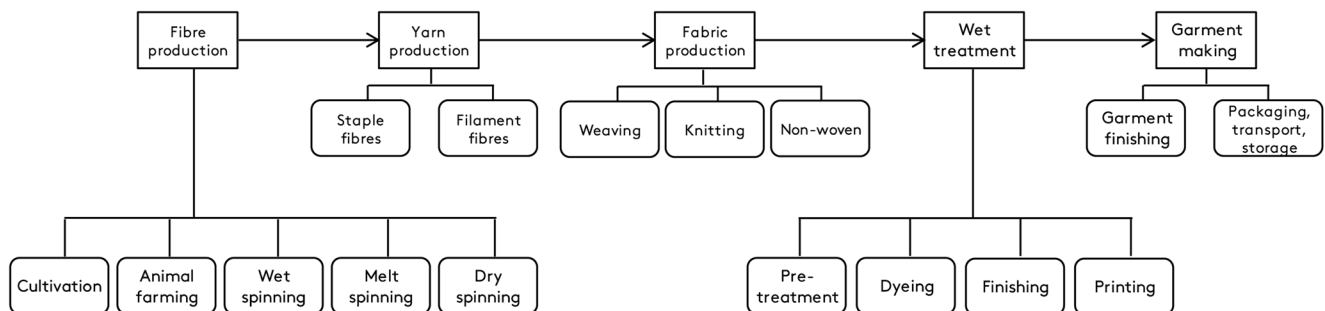 Fibre
production
Yarn
production
Fabric
production
Wet
treatment
Garment
making
Staple
fibres
Filament
fibres
Weaving
Knitting
Non-woven
Garment
finishing
Packaging,
transport,
storage
Cultivation
Animal
farming
Wet
spinning
Melt
spinning
Dry
spinning
Pre-
treatment
Dyeing
Finishing
Printing